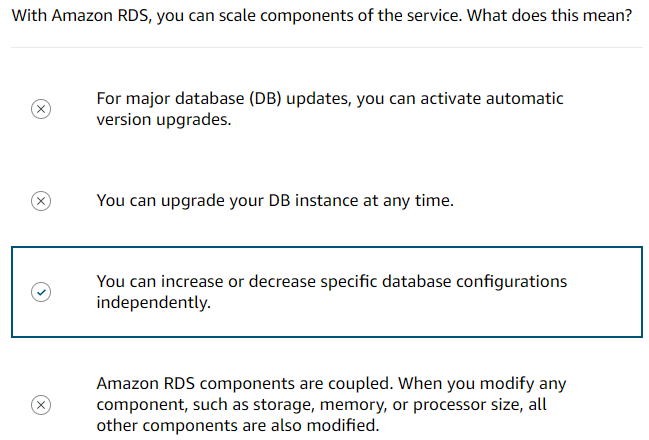 With Amazon RDS, you can scale components of the service. What does this mean?
For major database (DB) updates, you can activate automatic
version upgrades.
You can upgrade your DB instance at any time.
You can increase or decrease specific database configurations
independently.
Amazon RDS components are coupled. When you modify any
component, such as storage, memory, or processor size, all
other components are also modified.